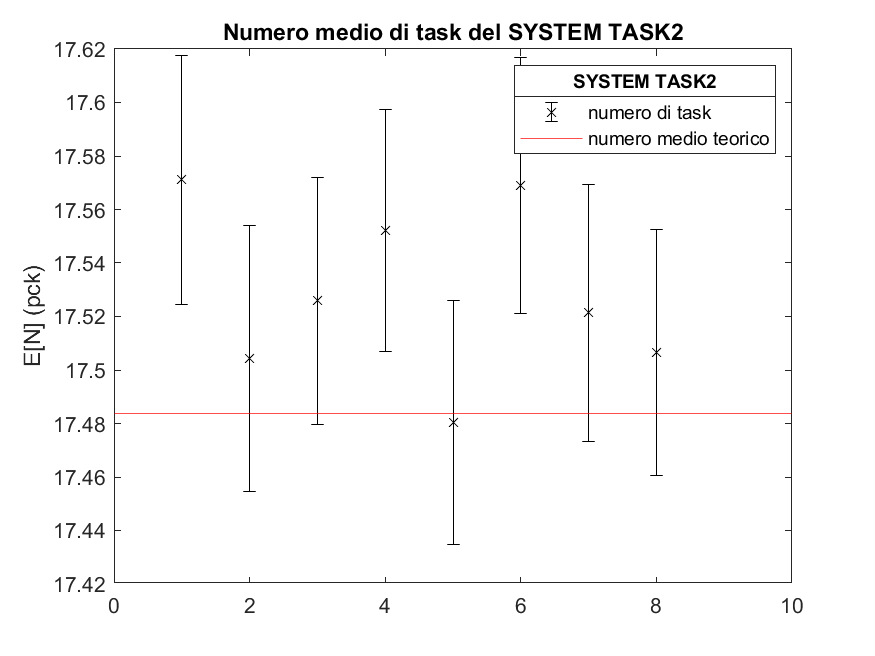 Numero medio di task del SYSTEM TASK2
17.62
17.6
17.58
17.56
17.54
17.52
17.5
17.48
17.46
17.44
17.42
E[N] (pck)
SYSTEM TASK2
numero di task
numero medio teorico
0 2 4 6 8 10